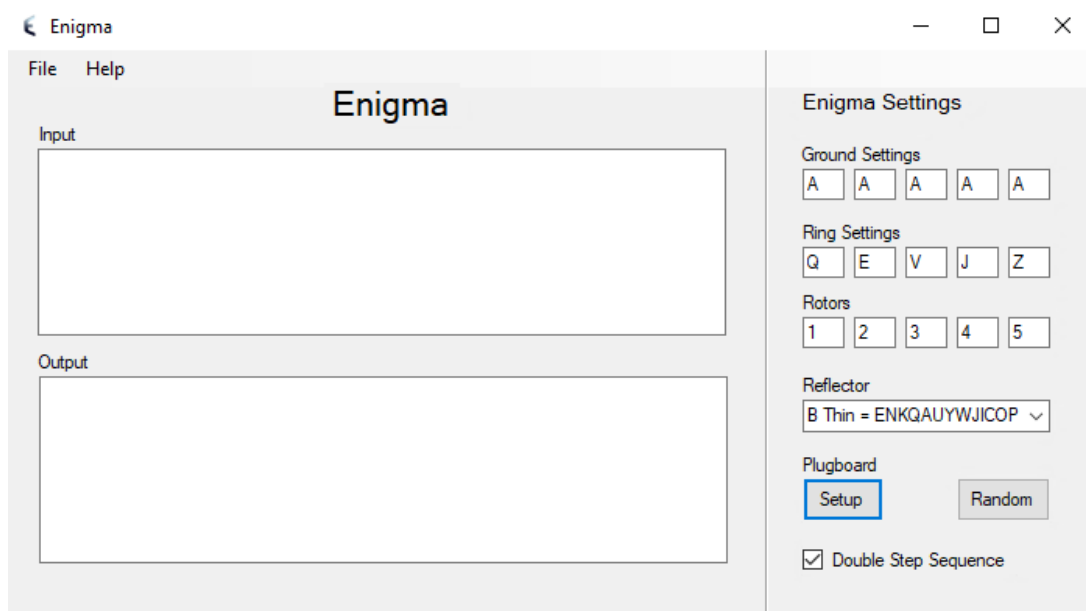 Enigma
File Help
Enigma
Input
Output
Enigma Settings
Ground Settings
A A A A A
Ring Settings
Q E V J Z
Rotors
1 2 3 4 5
Reflector
B Thin = ENKQAUYWJICOP
Plugboard
Setup Random
Double Step Sequence